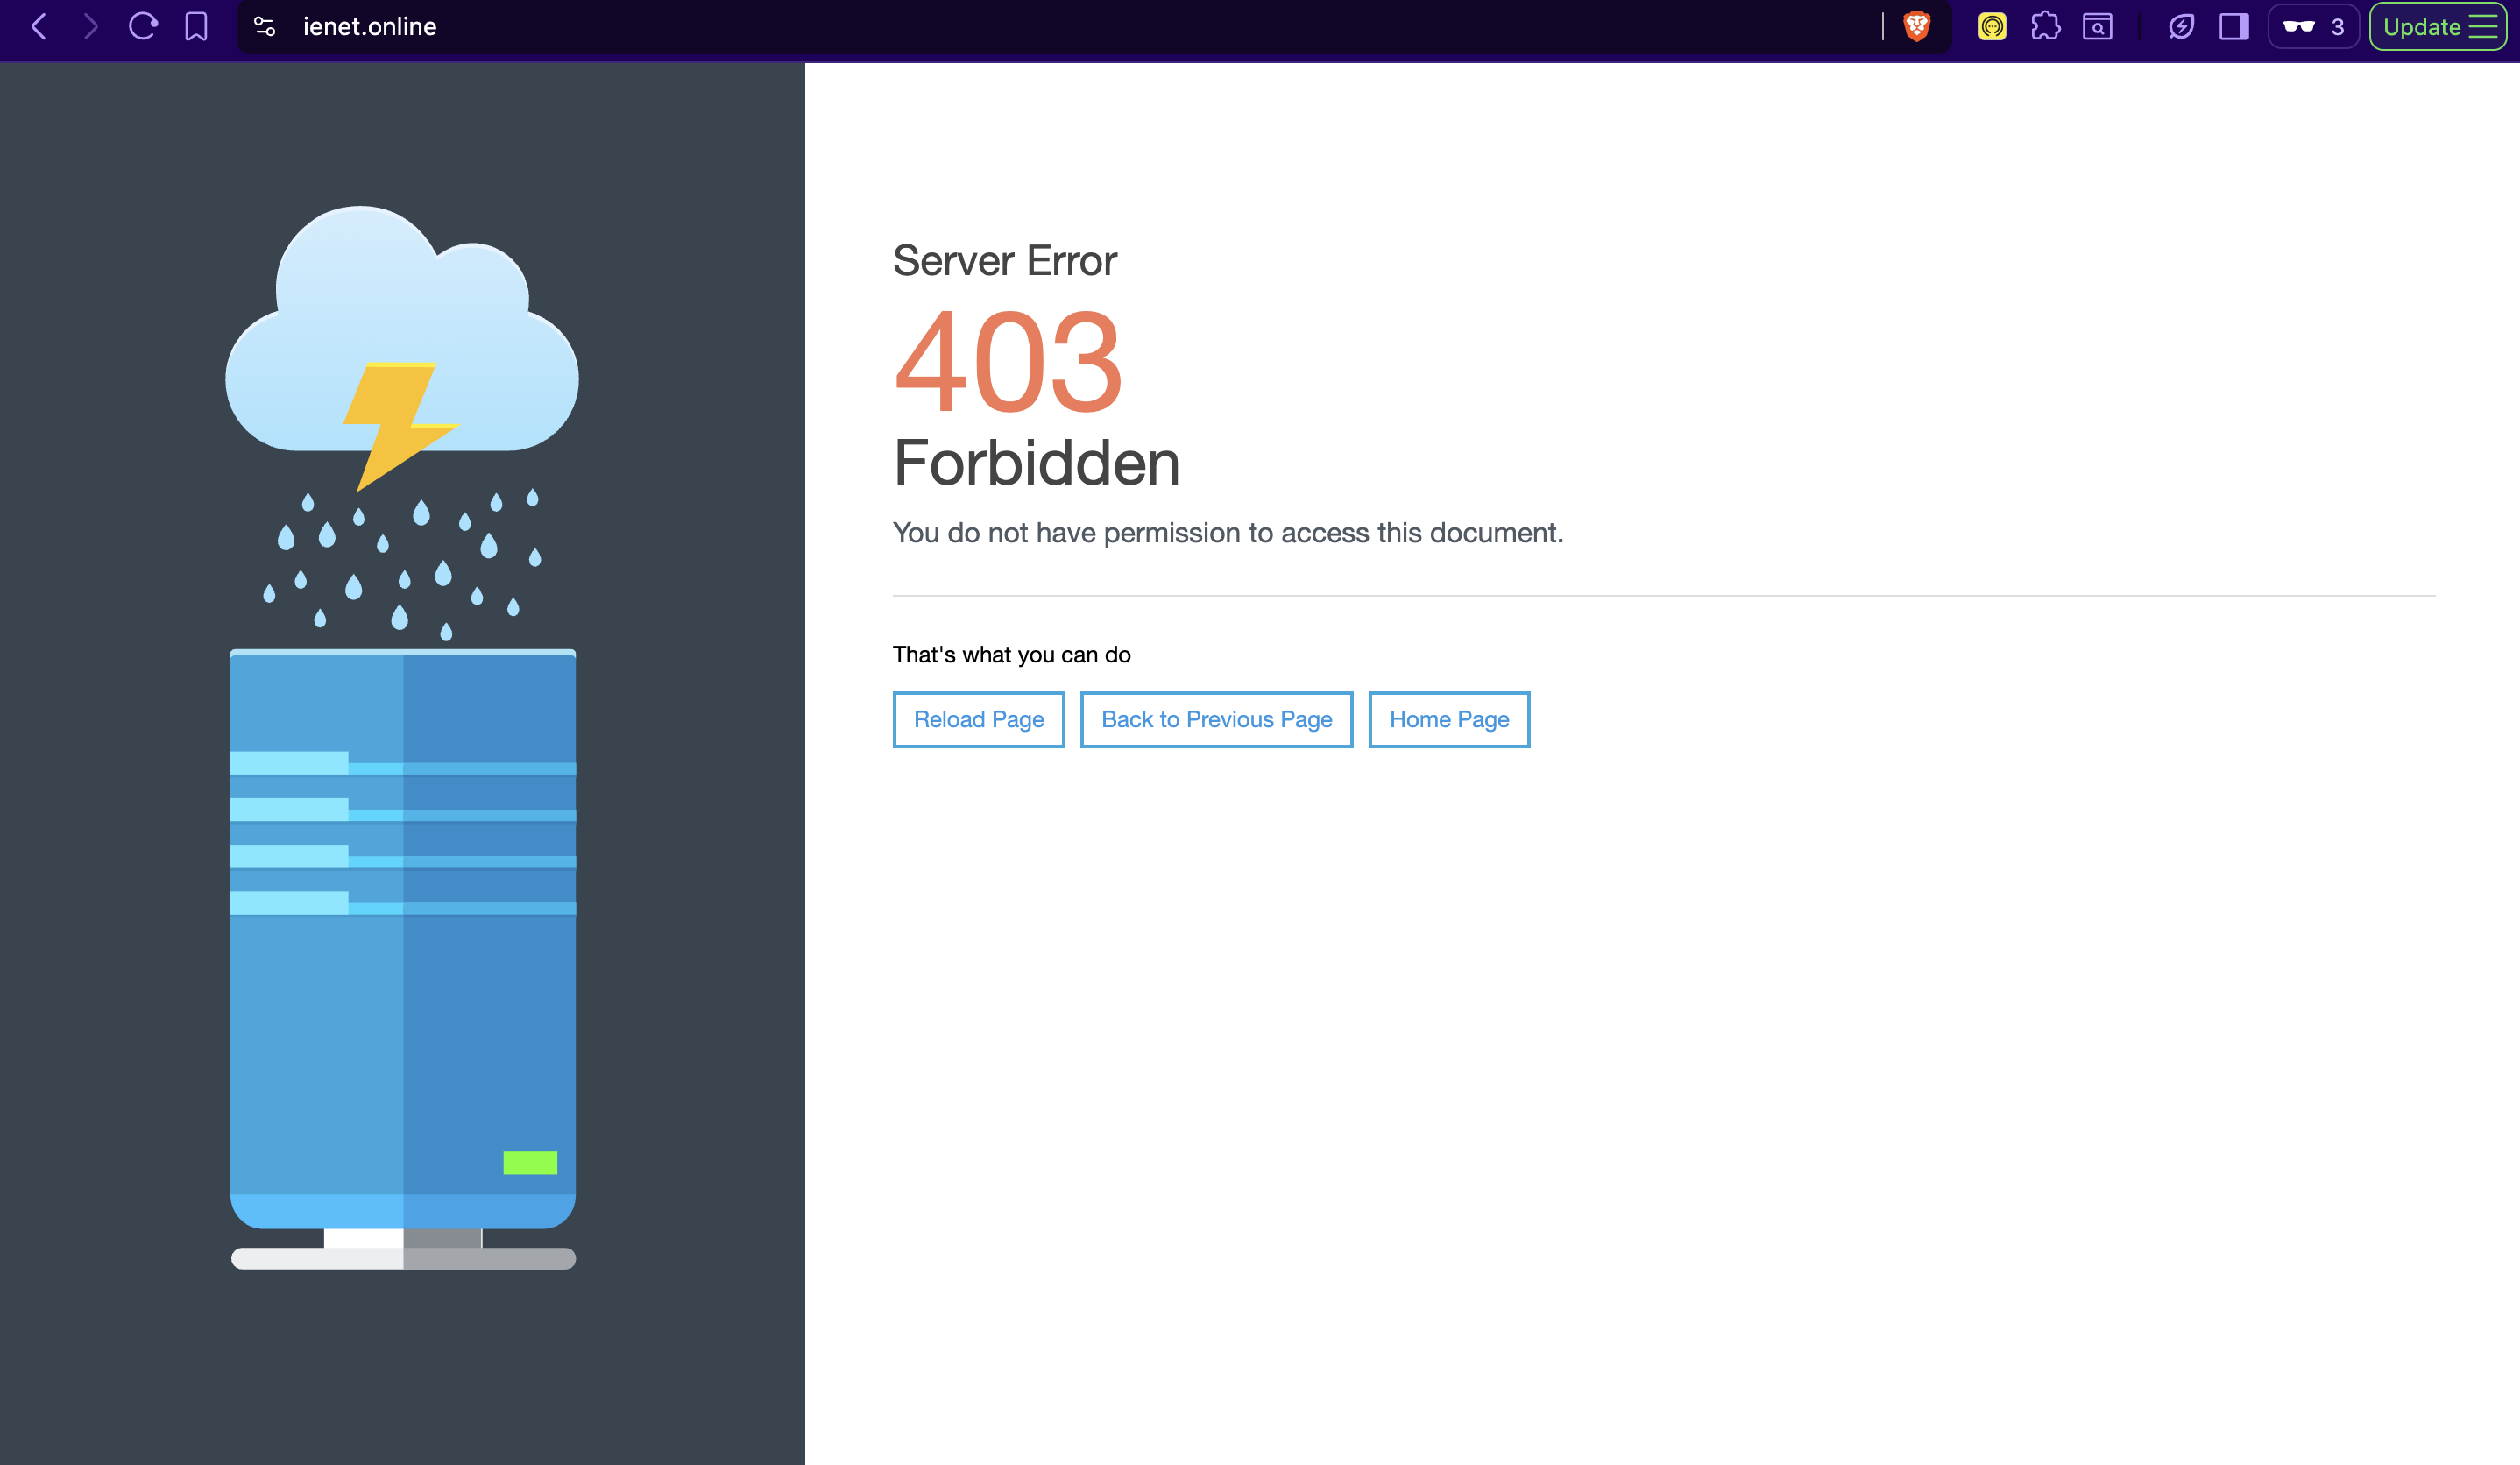 ienet.online
3
Update
Server Error
403
Forbidden
You do not have permission to access this document.
That's what you can do
Reload Page
Back to Previous Page
Home Page